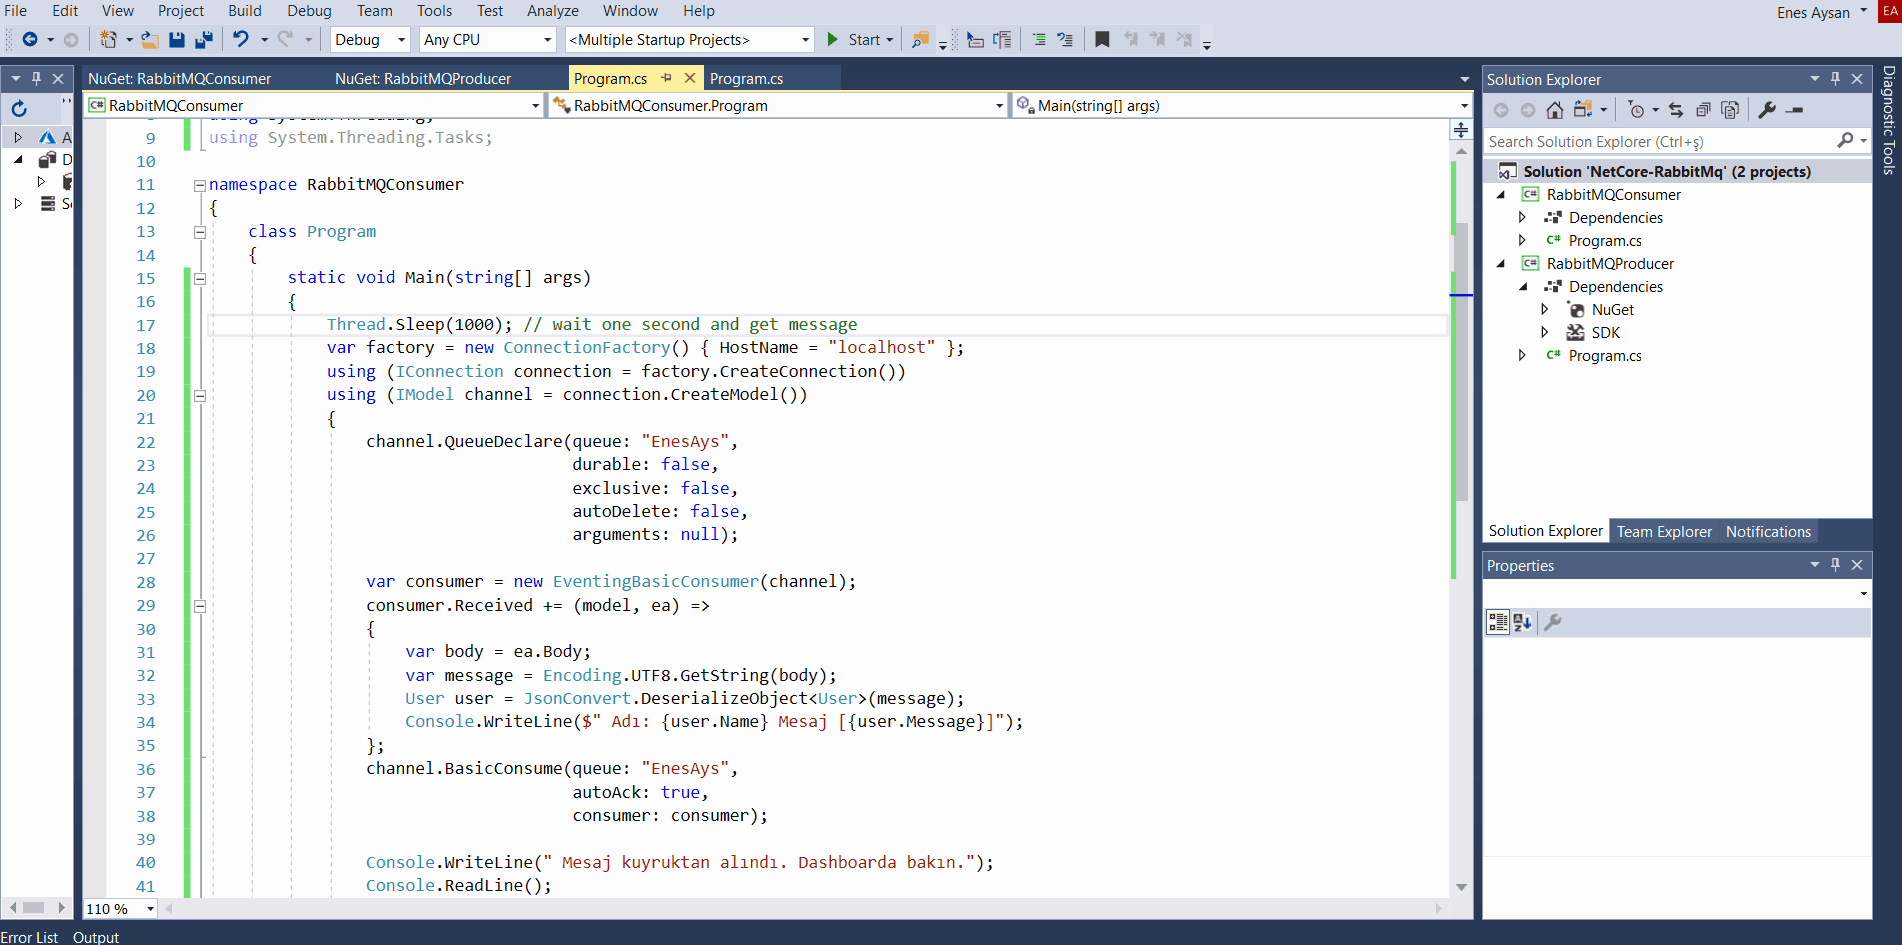 File Edit View Project Build Debug Team Tools Test Analyze Window Help
Enes Aysan EA
Debug Any CPU <Multiple Startup Projects> Start
NuGet: RabbitMQConsumer NuGet: RabbitMQProducer Program.cs Program.cs
RabbitMQConsumer RabbitMQConsumer.Program Main(string[] args)
9 using System.Threading.Tasks;
10
11 namespace RabbitMQConsumer
12 {
13 class Program
14 {
15 static void Main(string[] args)
16 {
17 Thread.Sleep(1000); // wait one second and get message
18 var factory = new ConnectionFactory() { HostName = "localhost" };
19 using (IConnection connection = factory.CreateConnection())
20 using (IModel channel = connection.CreateModel())
21 {
22 channel.QueueDeclare(queue: "EnesAys",
23 durable: false,
24 exclusive: false,
25 autoDelete: false,
26 arguments: null);
27
28 var consumer = new EventingBasicConsumer(channel);
29 consumer.Received += (model, ea) =>
30 {
31 var body = ea.Body;
32 var message = Encoding.UTF8.GetString(body);
33 User user = JsonConvert.DeserializeObject<User>(message);
34 Console.WriteLine($" Adı: {user.Name} Mesaj [{user.Message}]");
35 };
36 channel.BasicConsume(queue: "EnesAys",
37 autoAck: true,
38 consumer: consumer);
39
40 Console.WriteLine(" Mesaj kuyruktan alındı. Dashboarda bakın.");
41 Console.ReadLine();
110 %
Error List Output
Solution Explorer
Search Solution Explorer (Ctrl+ş)
Solution 'NetCore-RabbitMq' (2 projects)
C# RabbitMQConsumer
Dependencies
C# Program.cs
C# RabbitMQProducer
Dependencies
NuGet
SDK
C# Program.cs
Solution Explorer Team Explorer Notifications
Properties
Diagnostic Tools